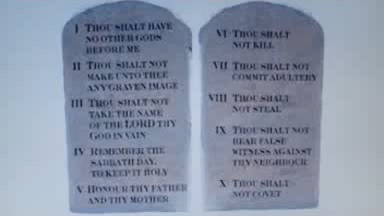 I THOU SHALT HAVE
NO OTHER GODS
BEFORE ME
II THOU SHALT NOT
MAKE UNTO THEE
ANY GRAVEN IMAGE
III THOU SHALT NOT
TAKE THE NAME
OF THE LORD THY
GOD IN VAIN
IV REMEMBER THE
SABBATH DAY,
TO KEEP IT HOLY
V HONOUR THY FATHER
AND THY MOTHER
VI THOU SHALT
NOT KILL
VII THOU SHALT NOT
COMMIT ADULTERY
VIII THOU SHALT
NOT STEAL
IX THOU SHALT NOT
BEAR FALSE
WITNESS AGAINST
THY NEIGHBOUR
X THOU SHALT
NOT COVET